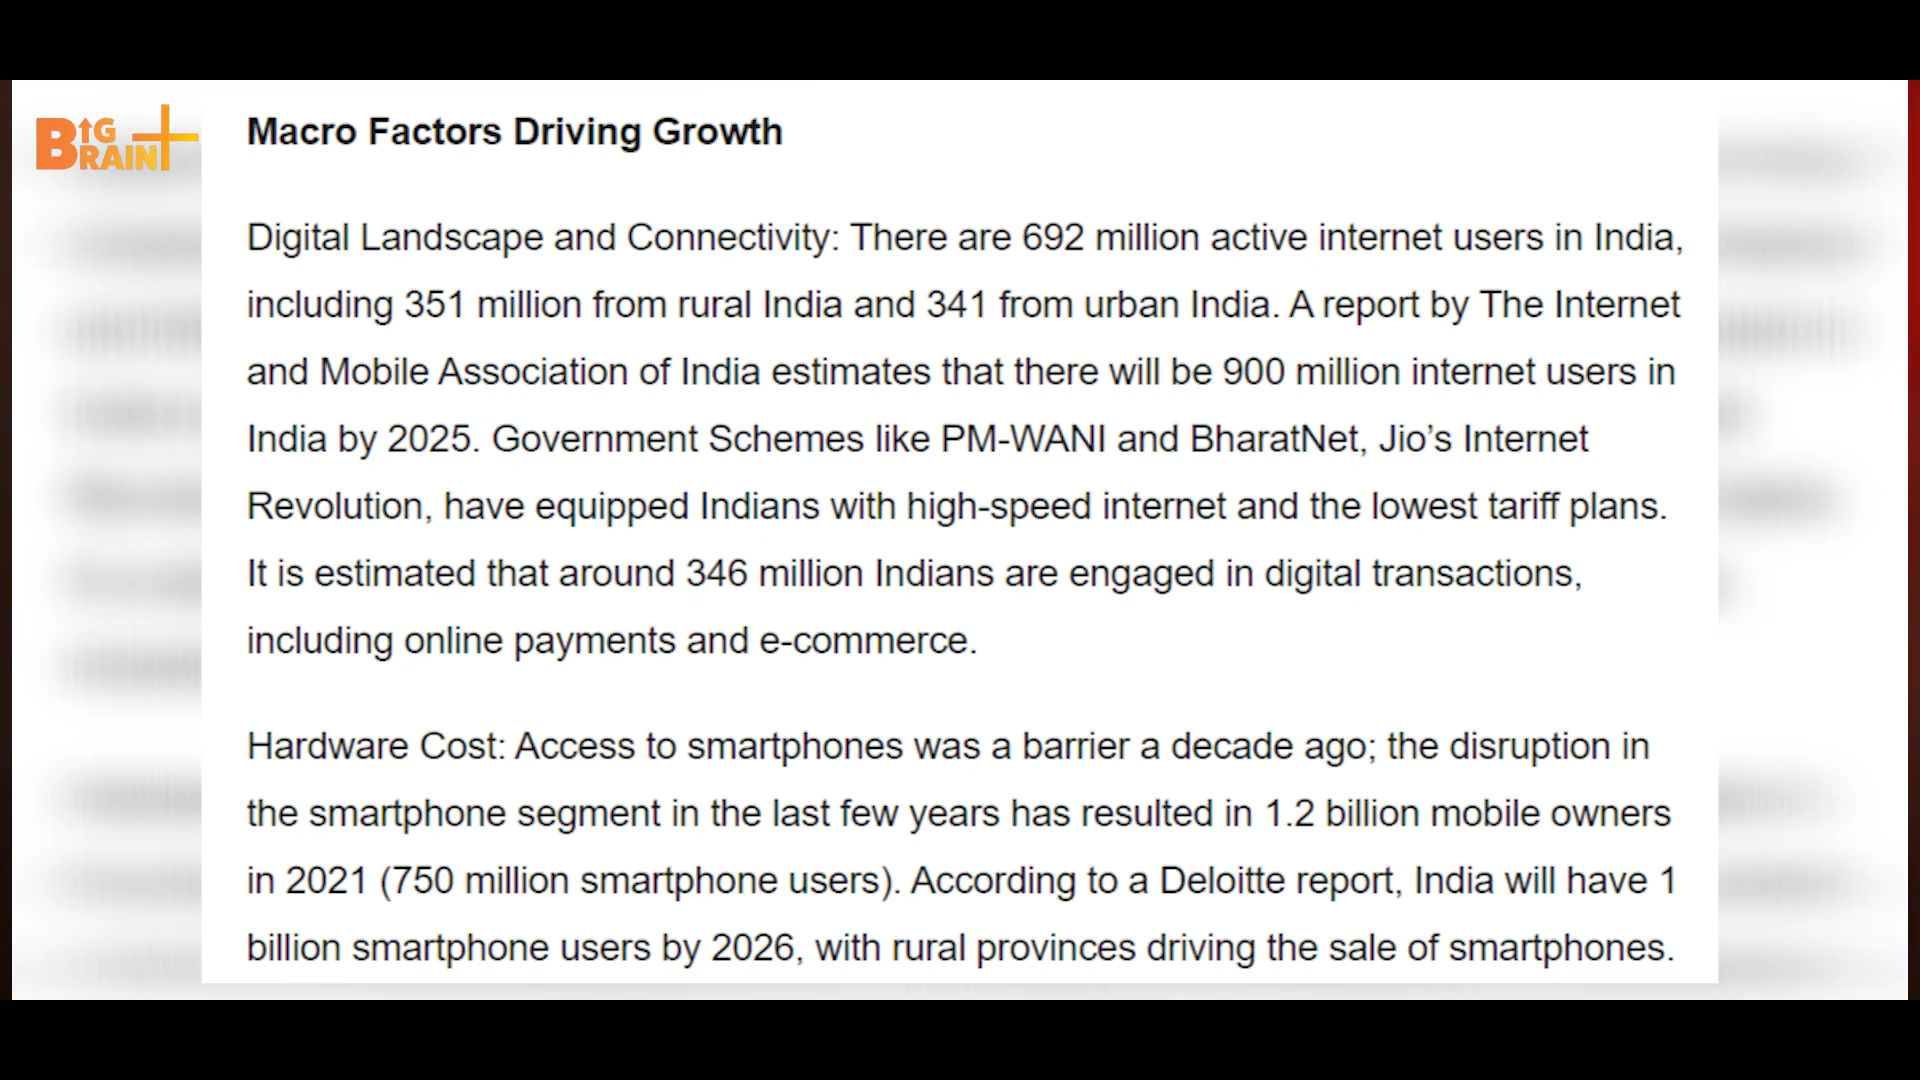 BIG
BRAIN+
Macro Factors Driving Growth
Digital Landscape and Connectivity: There are 692 million active internet users in India,
including 351 million from rural India and 341 from urban India. A report by The Internet
and Mobile Association of India estimates that there will be 900 million internet users in
India by 2025. Government Schemes like PM-WANI and BharatNet, Jio’s Internet
Revolution, have equipped Indians with high-speed internet and the lowest tariff plans.
It is estimated that around 346 million Indians are engaged in digital transactions,
including online payments and e-commerce.
Hardware Cost: Access to smartphones was a barrier a decade ago; the disruption in
the smartphone segment in the last few years has resulted in 1.2 billion mobile owners
in 2021 (750 million smartphone users). According to a Deloitte report, India will have 1
billion smartphone users by 2026, with rural provinces driving the sale of smartphones.